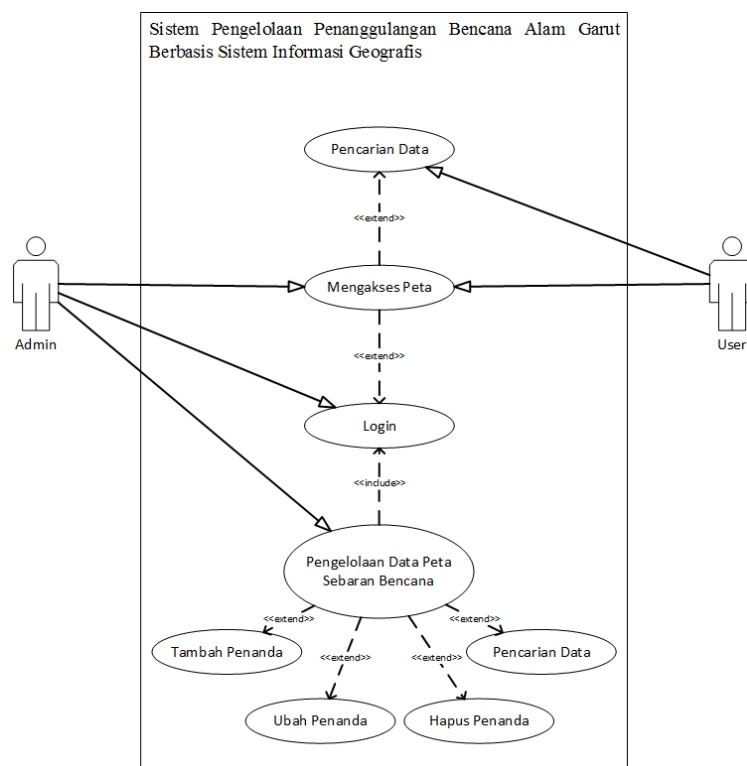 Sistem Pengelolaan Penanggulangan Bencana Alam Garut
Berbasis Sistem Informasi Geografis
Pencarian Data
<<extend>>
Mengakses Peta
Admin
User
<<extend>>
Login
<<include>>
Pengelolaan Data Peta
Sebaran Bencana
<<extend>>
<<extend>>
<<extend>>
<<extend>>
Tambah Penanda
Pencarian Data
Ubah Penanda
Hapus Penanda